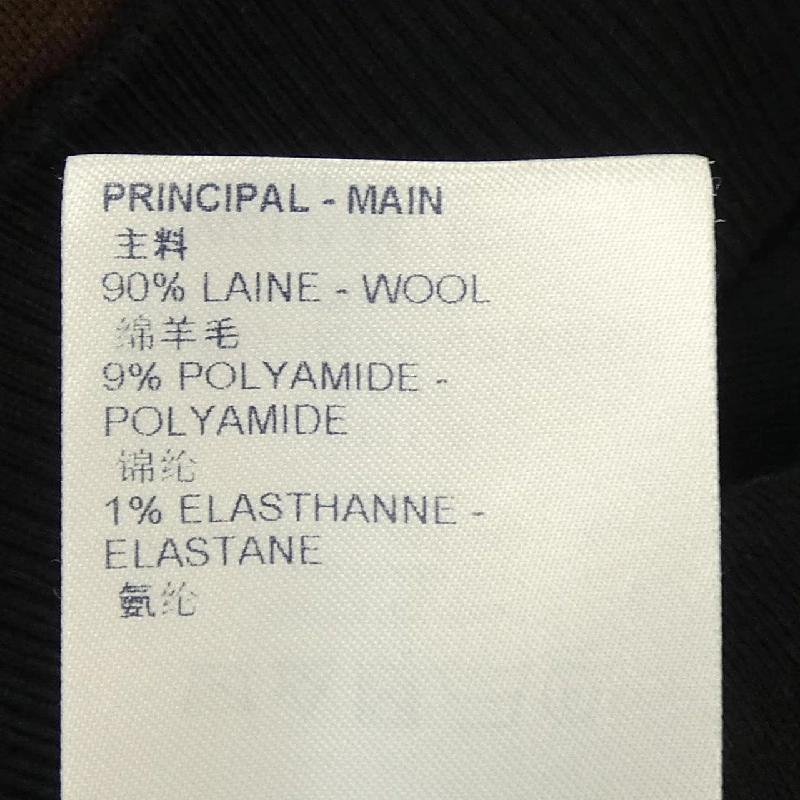 PRINCIPAL - MAIN
主料
90% LAINE - WOOL
绵羊毛
9% POLYAMIDE -
POLYAMIDE
锦纶
1% ELASTHANNE -
ELASTANE
氨纶